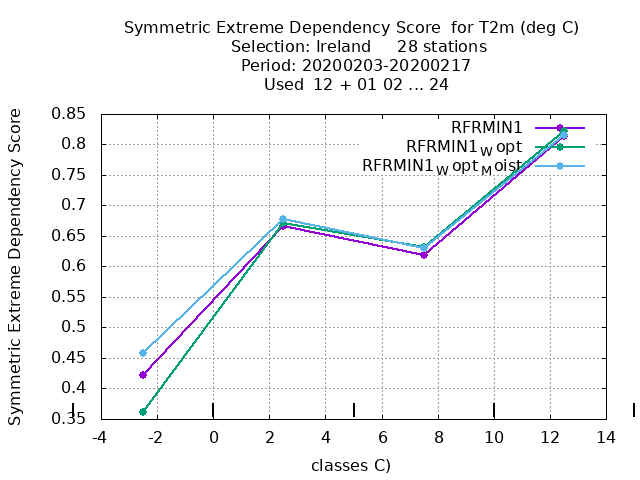 Symmetric Extreme Dependency Score  for T2m (deg C)
Selection: Ireland     28 stations
Period: 20200203-20200217
Used  12 + 01 02 ... 24
Symmetric Extreme Dependency Score
0.85
0.8
0.75
0.7
0.65
0.6
0.55
0.5
0.45
0.4
0.35
RFRMIN1
RFRMIN1Wopt
RFRMIN1WoptMoist
-4 -2 0 2 4 6 8 10 12 14
classes C)